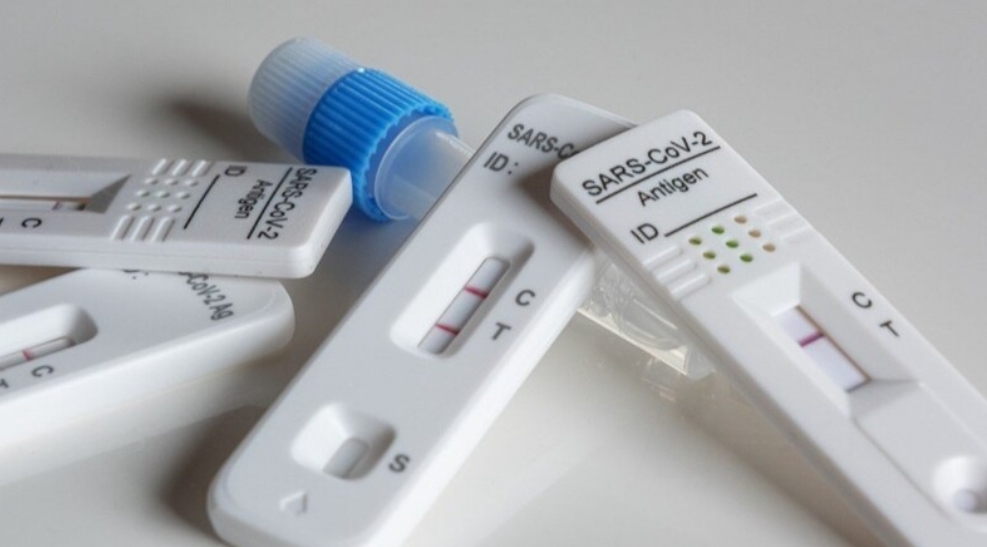 SARS-CoV-2
Antigen
ID
C
SARS-C
ID:
C
T
S
SARS-CoV-2
Antigen
ID
C
T
-CoV-2 Ag
C